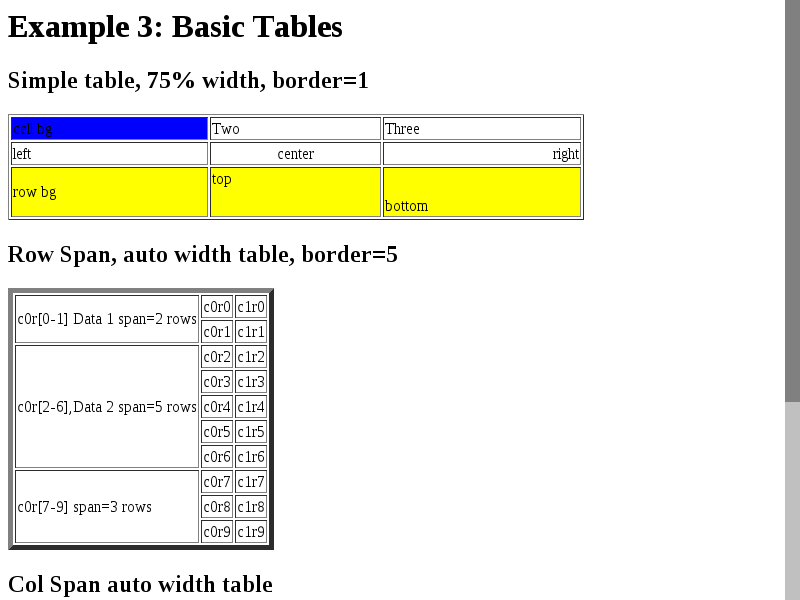 Example 3: Basic Tables
Simple table, 75% width, border=1
cell bg Two Three
left center right
row bg top bottom
Row Span, auto width table, border=5
c0r[0-1] Data 1 span=2 rows c0r0 c1r0
c0r1 c1r1
c0r[2-6],Data 2 span=5 rows c0r2 c1r2
c0r3 c1r3
c0r4 c1r4
c0r5 c1r5
c0r6 c1r6
c0r[7-9] span=3 rows c0r7 c1r7
c0r8 c1r8
c0r9 c1r9
Col Span auto width table